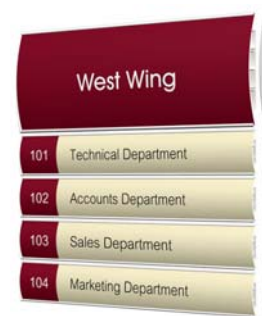 West Wing
101 Technical Department
102 Accounts Department
103 Sales Department
104 Marketing Department